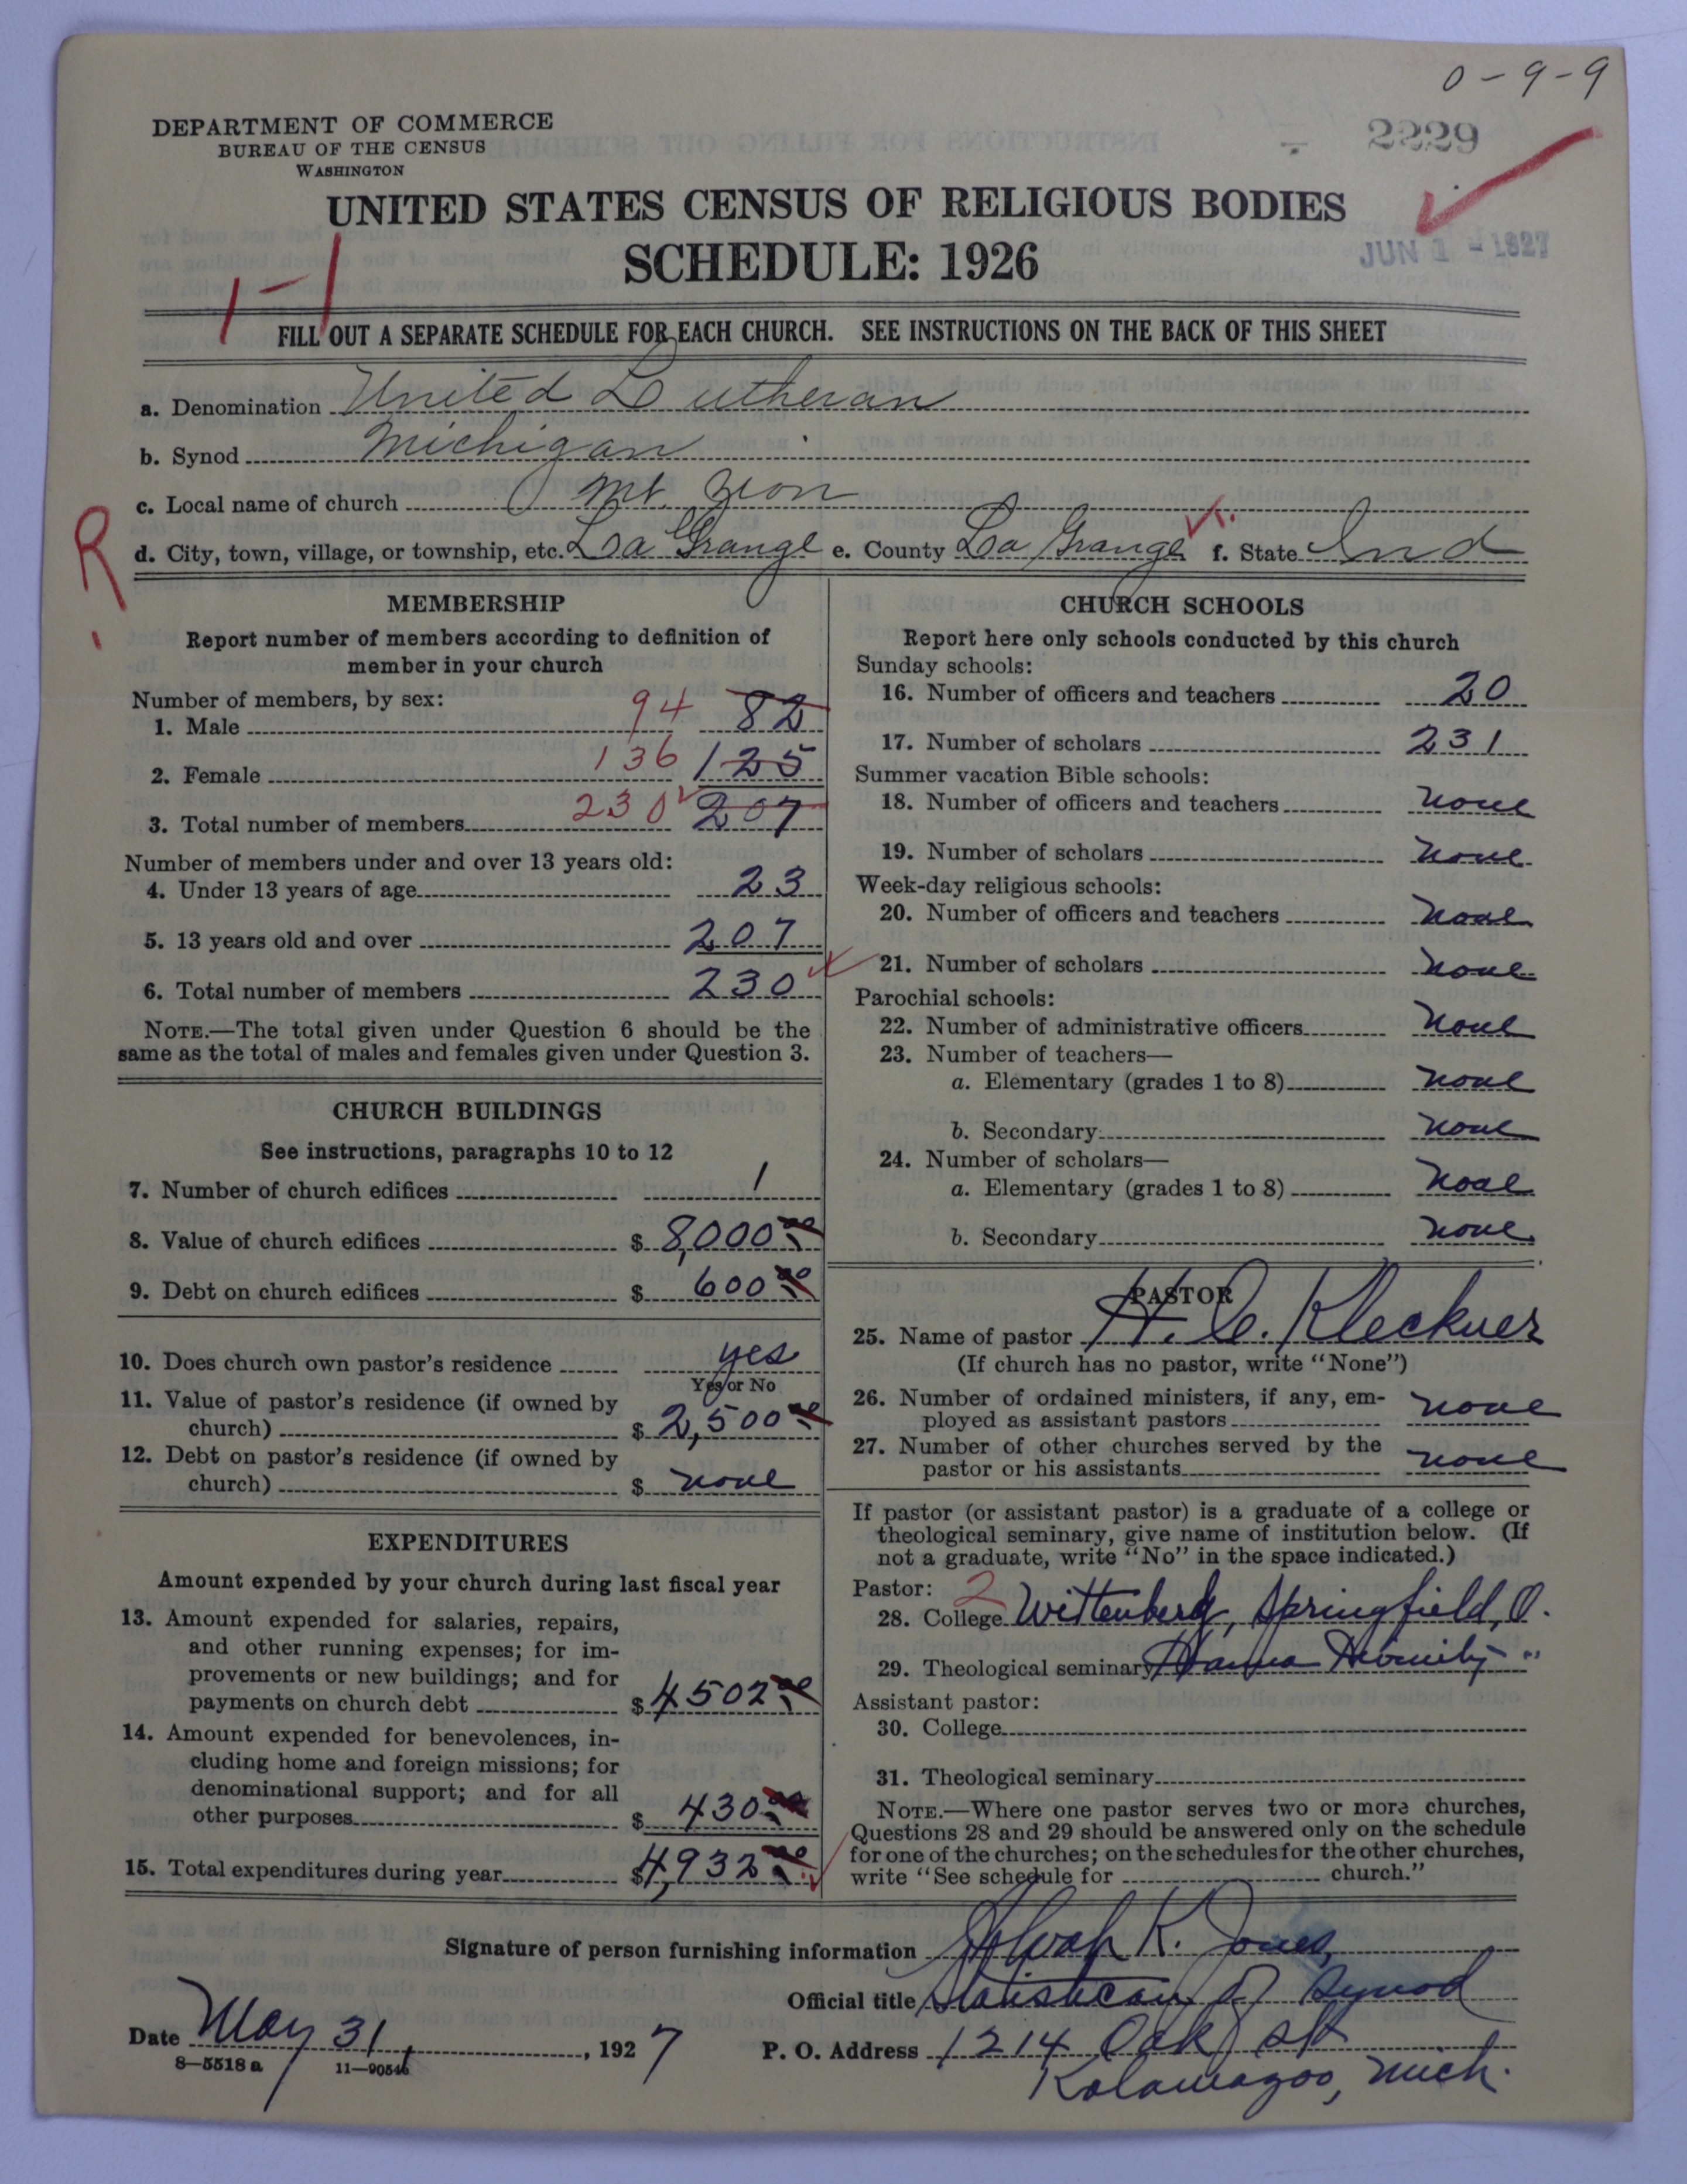 0-9-9
DEPARTMENT OF COMMERCE
BUREAU OF THE CENSUS
WASHINGTON
2229
UNITED STATES CENSUS OF RELIGIOUS BODIES
SCHEDULE: 1926
JUN 1 - 1927
1-1
FILL OUT A SEPARATE SCHEDULE FOR EACH CHURCH. SEE INSTRUCTIONS ON THE BACK OF THIS SHEET
a. Denomination United Lutheran
b. Synod Michigan
c. Local name of church Mt. Zion
R
d. City, town, village, or township, etc. La Grange e. County La Grange f. State Ind
MEMBERSHIP
Report number of members according to definition of
member in your church
Number of members, by sex:
1. Male 94 82
2. Female 136 125
3. Total number of members 230 207
Number of members under and over 13 years old:
4. Under 13 years of age 23
5. 13 years old and over 207
6. Total number of members 230
NOTE.—The total given under Question 6 should be the
same as the total of males and females given under Question 3.
CHURCH BUILDINGS
See instructions, paragraphs 10 to 12
7. Number of church edifices 1
8. Value of church edifices $ 8,000.00
9. Debt on church edifices $ 600.00
10. Does church own pastor's residence yes
Yes or No
11. Value of pastor's residence (if owned by
church) $ 2,500.00
12. Debt on pastor's residence (if owned by
church) $ none
EXPENDITURES
Amount expended by your church during last fiscal year
13. Amount expended for salaries, repairs,
and other running expenses; for im-
provements or new buildings; and for
payments on church debt $ 4502.00
14. Amount expended for benevolences, in-
cluding home and foreign missions; for
denominational support; and for all
other purposes $ 430.00
15. Total expenditures during year $ 4,932.00
CHURCH SCHOOLS
Report here only schools conducted by this church
Sunday schools:
16. Number of officers and teachers 20
17. Number of scholars 231
Summer vacation Bible schools:
18. Number of officers and teachers none
19. Number of scholars none
Week-day religious schools:
20. Number of officers and teachers none
21. Number of scholars none
Parochial schools:
22. Number of administrative officers none
23. Number of teachers—
a. Elementary (grades 1 to 8) none
b. Secondary none
24. Number of scholars—
a. Elementary (grades 1 to 8) none
b. Secondary none
PASTOR
25. Name of pastor H. C. Kleckner
(If church has no pastor, write "None")
26. Number of ordained ministers, if any, em-
ployed as assistant pastors none
27. Number of other churches served by the
pastor or his assistants none
If pastor (or assistant pastor) is a graduate of a college or
theological seminary, give name of institution below. (If
not a graduate, write "No" in the space indicated.)
Pastor: 2
28. College Wittenberg, Springfield, O.
29. Theological seminary Hamma Divinity "
Assistant pastor:
30. College
31. Theological seminary
NOTE.—Where one pastor serves two or more churches,
Questions 28 and 29 should be answered only on the schedule
for one of the churches; on the schedules for the other churches,
write "See schedule for church."
Signature of person furnishing information Alvah K. Jones,
Official title Statistician of Synod
Date May 31, 1927 P. O. Address 1214 Oak St
8-5518 a 11-90546
Kalamazoo, Mich.